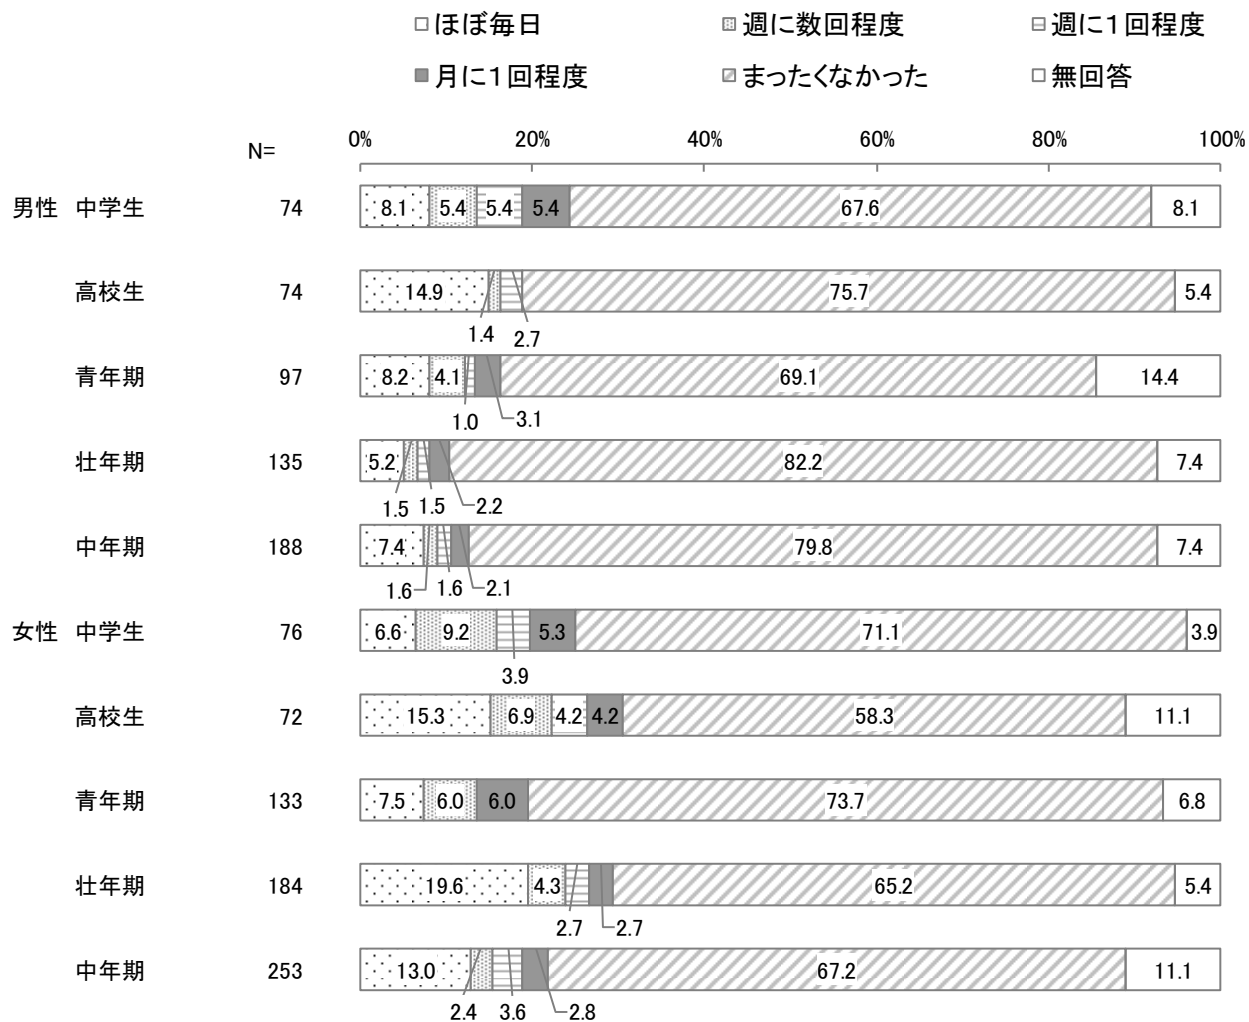 ほぼ毎日 週に数回程度 週に１回程度
月に１回程度 まったくなかった 無回答
N= 0% 20% 40% 60% 80% 100%
男性 中学生 74 8.1 5.4 5.4 5.4 67.6 8.1
高校生 74 14.9 75.7 5.4
1.4 2.7
青年期 97 8.2 4.1 69.1 14.4
1.0 3.1
壮年期 135 5.2 82.2 7.4
1.5 1.5 2.2
中年期 188 7.4 79.8 7.4
1.6 1.6 2.1
女性 中学生 76 6.6 9.2 5.3 71.1 3.9
3.9
高校生 72 15.3 6.9 4.2 4.2 58.3 11.1
青年期 133 7.5 6.0 6.0 73.7 6.8
壮年期 184 19.6 4.3 65.2 5.4
2.7 2.7
中年期 253 13.0 67.2 11.1
2.4 3.6 2.8